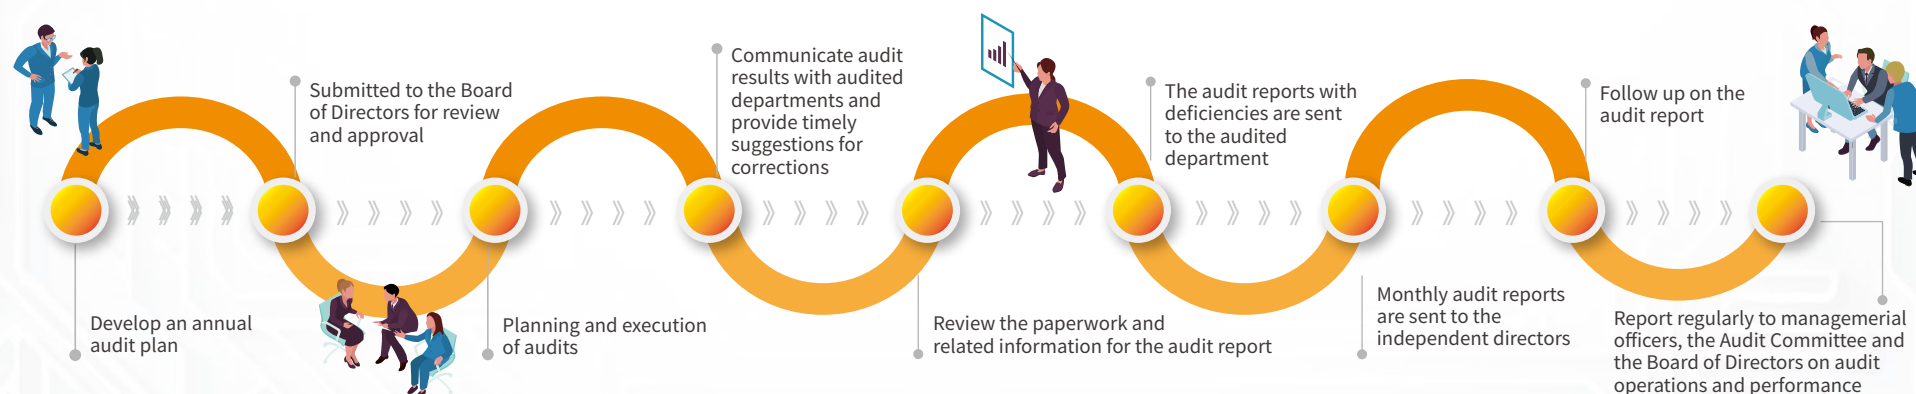 Develop an annual
audit plan
Submitted to the Board
of Directors for review
and approval
Planning and execution
of audits
Communicate audit
results with audited
departments and
provide timely
suggestions for
corrections
Review the paperwork and
related information for the audit report
The audit reports with
deficiencies are sent
to the audited
department
Monthly audit reports
are sent to the
independent directors
Follow up on the
audit report
Report regularly to managemerial
officers, the Audit Committee and
the Board of Directors on audit
operations and performance